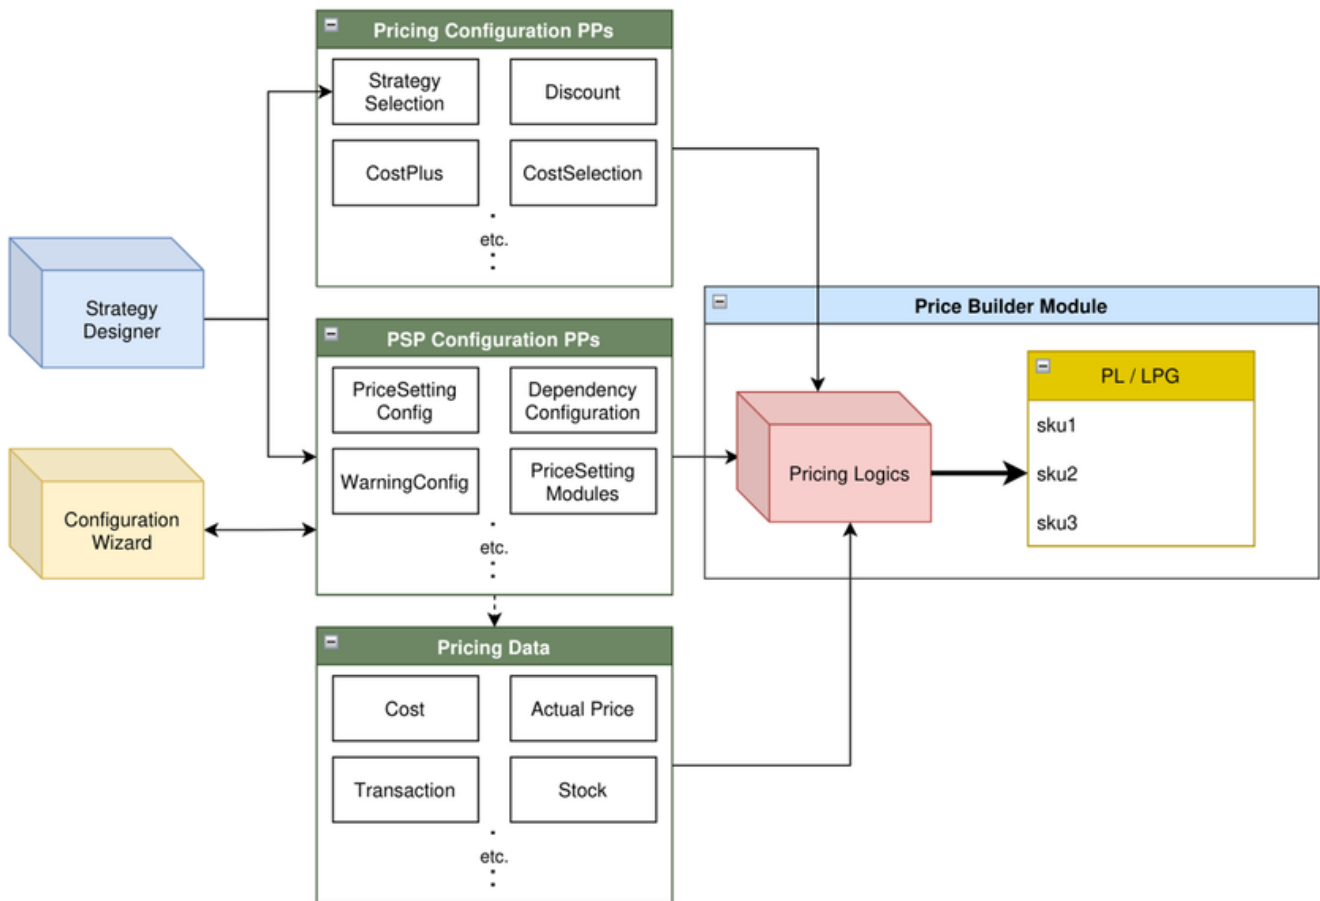 Pricing Configuration PPs
Strategy
Selection
Discount
CostPlus
CostSelection
etc.
Strategy
Designer
PSP Configuration PPs
PriceSetting
Config
Dependency
Configuration
WarningConfig
PriceSetting
Modules
etc.
Configuration
Wizard
Pricing Data
Cost
Actual Price
Transaction
Stock
etc.
Price Builder Module
Pricing Logics
PL / LPG
sku1
sku2
sku3